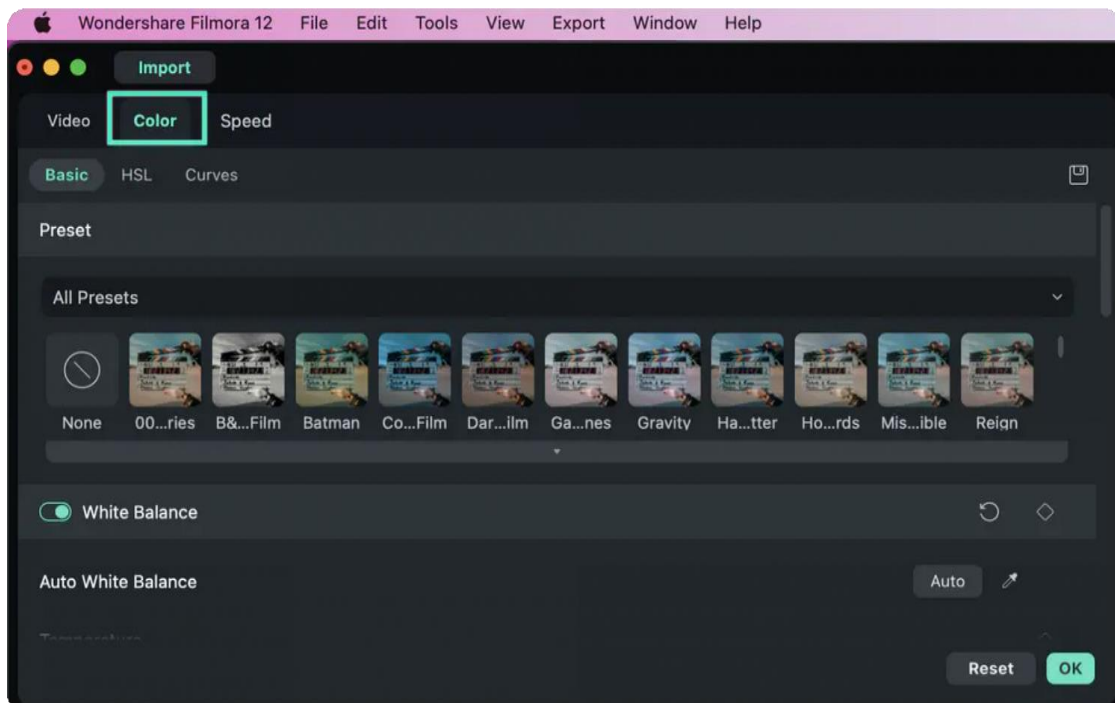 Wondershare Filmora 12 File Edit Tools View Export Window Help
Import
Video Color Speed
Basic HSL Curves
Preset
All Presets
None 00...ries B&...Film Batman Co...Film Dar...ilm Ga...nes Gravity Ha...tter Ho...rds Mis...ible Reign
White Balance
Auto White Balance Auto
Temperature
Reset OK